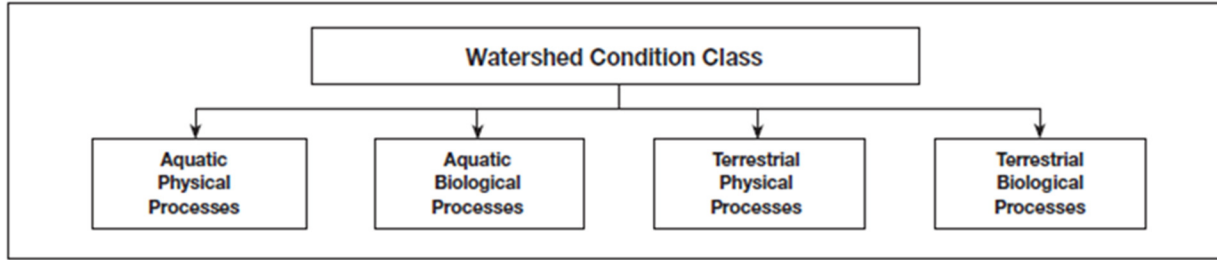 Watershed Condition Class
Aquatic
Physical
Processes
Aquatic
Biological
Processes
Terrestrial
Physical
Processes
Terrestrial
Biological
Processes